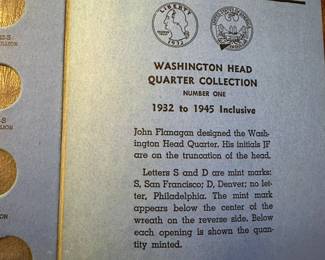 LIBERTY
1932
WASHINGTON HEAD
QUARTER COLLECTION
NUMBER ONE
1932 to 1945 Inclusive
John Flanagan designed the Wash-
ington Head Quarter. His initials JF
are on the truncation of the head.
Letters S and D are mint marks:
S, San Francisco; D, Denver; no let-
ter, Philadelphia. The mint mark
appears below the center of the
wreath on the reverse side. Below
each opening is shown the quan-
tity minted.